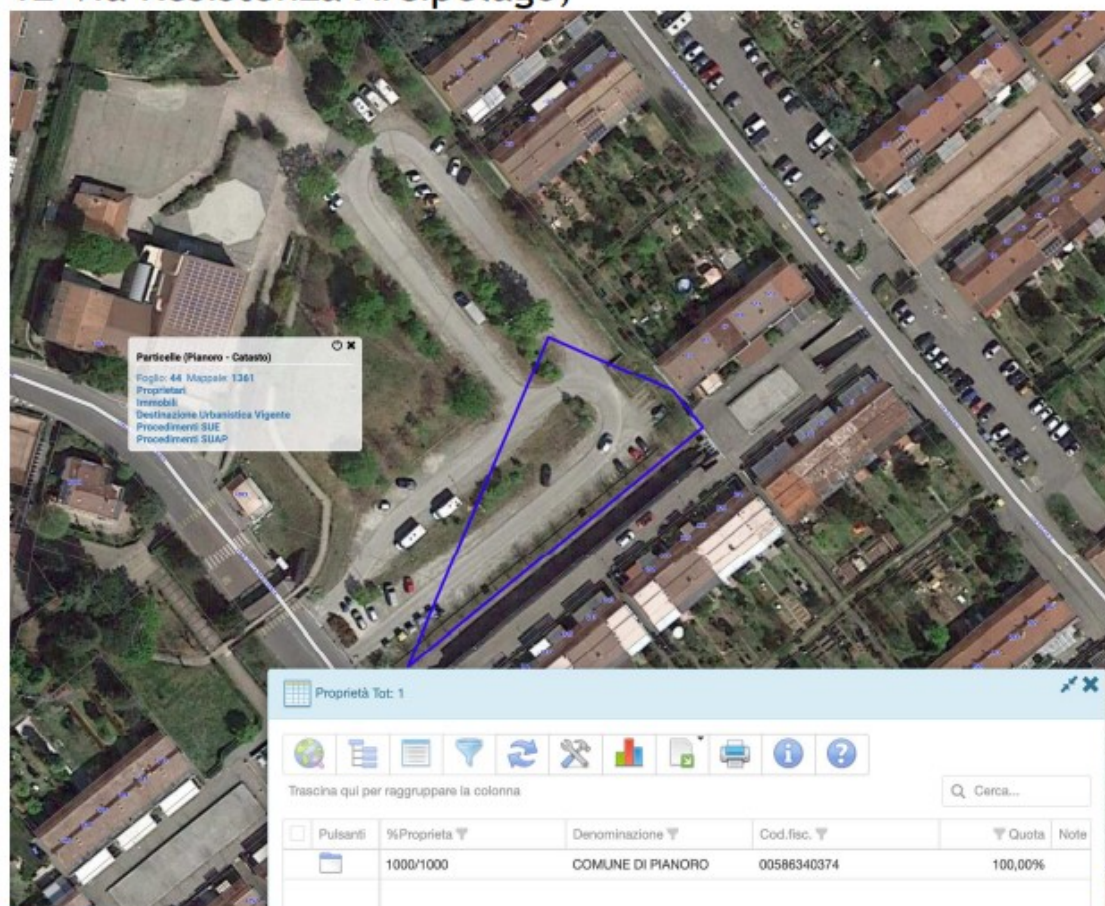 Particelle (Pianoro - Catasto)
Foglio: 44 Mappale: 1361
Proprietari
Immobili
Destinazione Urbanistica Vigente
Procedimenti SUE
Procedimenti SUAP
Proprietà Tot: 1
Trascina qui per raggruppare la colonna
Cerca...
Pulsanti %Proprieta Denominazione Cod.fisc. Quota Note
1000/1000 COMUNE DI PIANORO 00586340374 100,00%